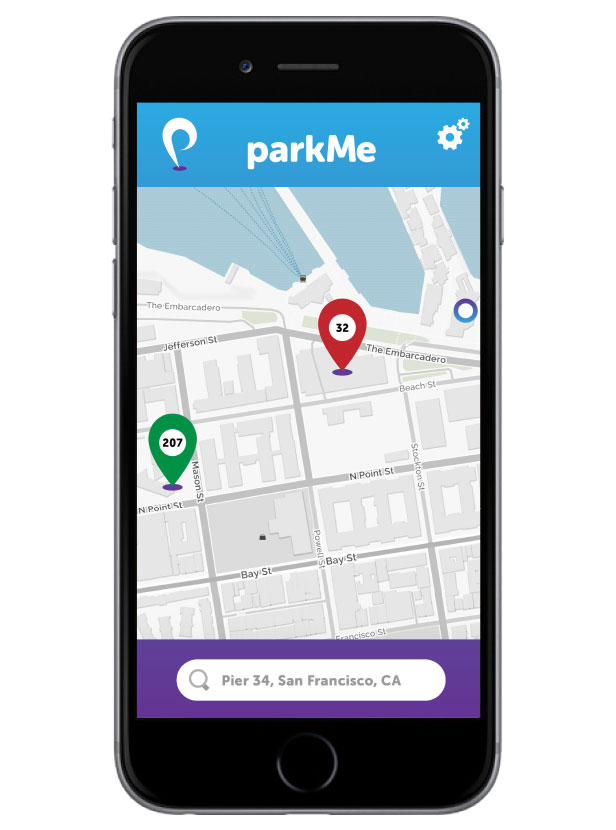 parkMe
The Embarcadero
Jefferson St
32
The Embarcadero
Beach St
207
Mason St
Stockton St
N Point St
N Point St
Powell St
Bay St
Bay St
Francisco St
Pier 34, San Francisco, CA